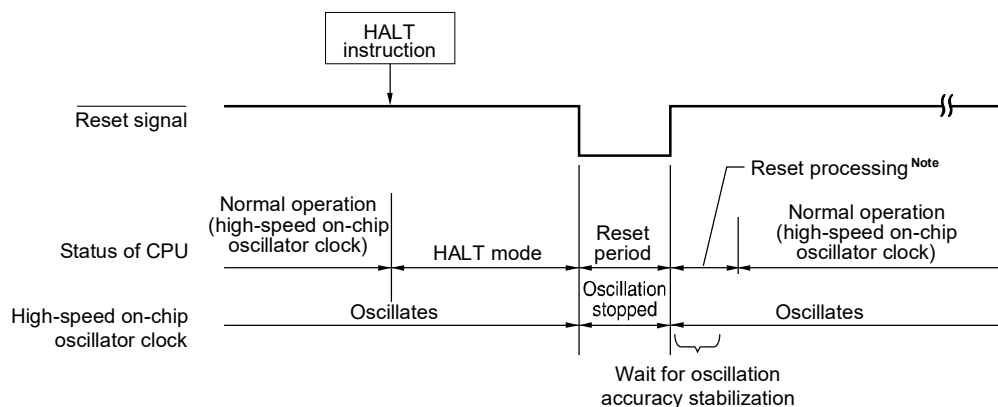 HALT
instruction
Reset signal
Reset processing Note
Normal operation
(high-speed on-chip
oscillator clock)
Status of CPU
HALT mode
Reset
period
Normal operation
(high-speed on-chip
oscillator clock)
High-speed on-chip
oscillator clock
Oscillates
Oscillation
stopped
Oscillates
Wait for oscillation
accuracy stabilization